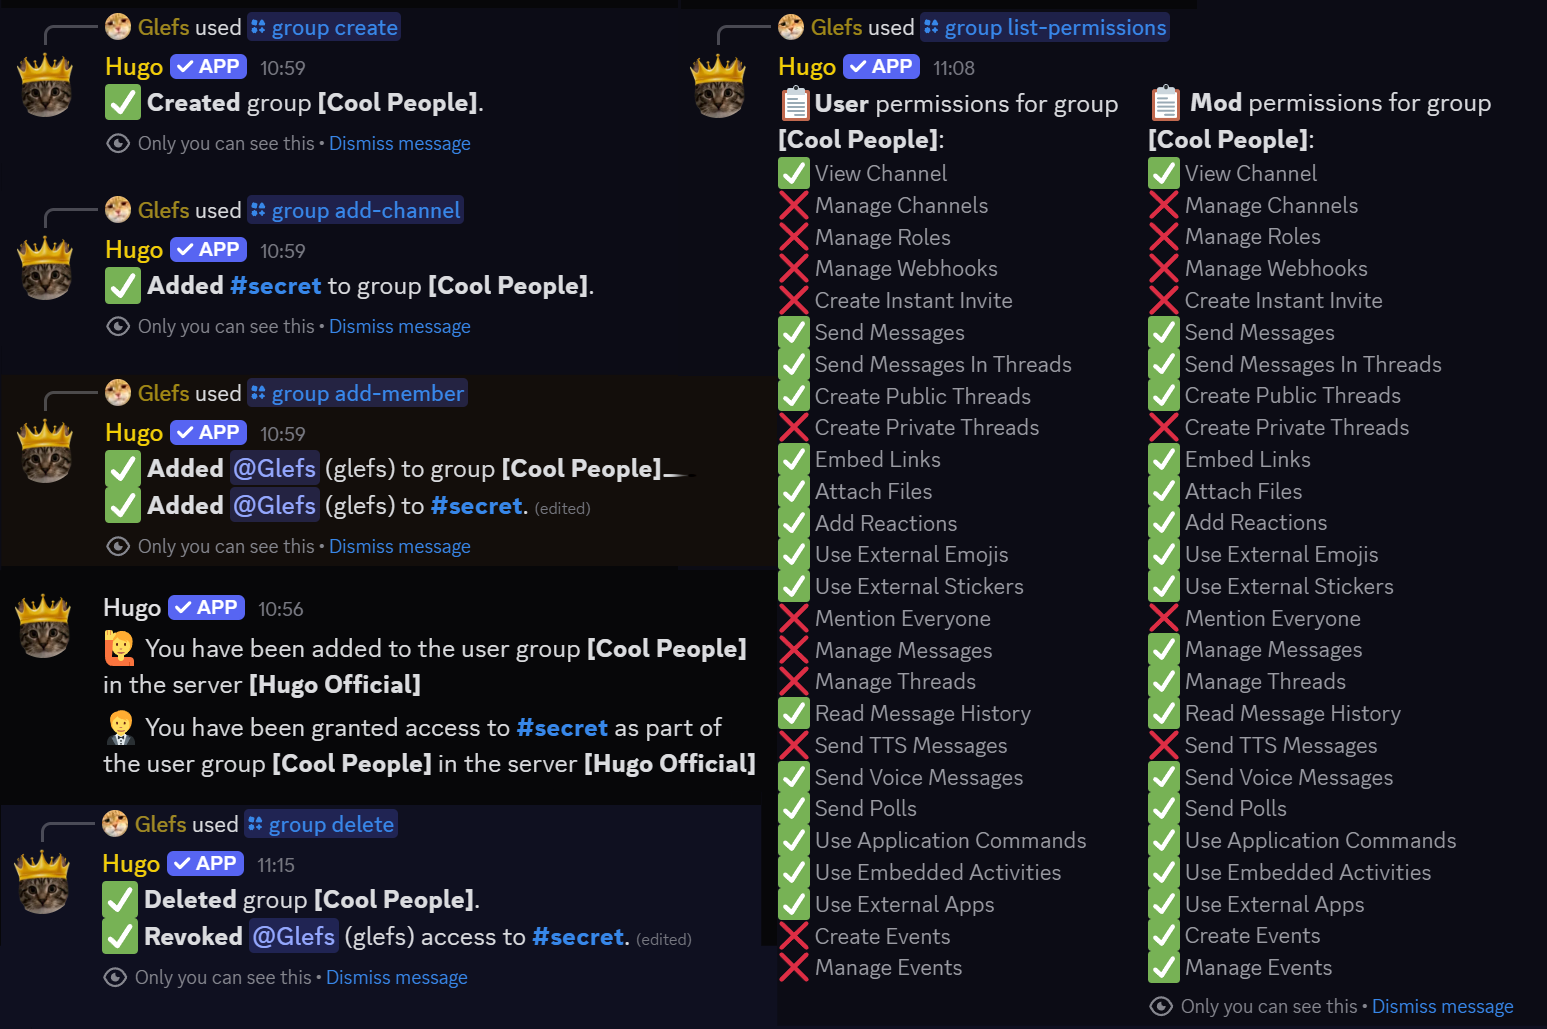 Glefs used group create
Hugo ✓ APP 10:59
✅ Created group [Cool People].
Only you can see this • Dismiss message
Glefs used group add-channel
Hugo ✓ APP 10:59
✅ Added #secret to group [Cool People].
Only you can see this • Dismiss message
Glefs used group add-member
Hugo ✓ APP 10:59
✅ Added @Glefs (glefs) to group [Cool People]
✅ Added @Glefs (glefs) to #secret. (edited)
Only you can see this • Dismiss message
Hugo ✓ APP 10:56
🙋 You have been added to the user group [Cool People]
in the server [Hugo Official]
🤵 You have been granted access to #secret as part of
the user group [Cool People] in the server [Hugo Official]
Glefs used group delete
Hugo ✓ APP 11:15
✅ Deleted group [Cool People].
✅ Revoked @Glefs (glefs) access to #secret. (edited)
Only you can see this • Dismiss message
Glefs used group list-permissions
Hugo ✓ APP 11:08
📋 User permissions for group
[Cool People]:
✅ View Channel
❌ Manage Channels
❌ Manage Roles
❌ Manage Webhooks
❌ Create Instant Invite
✅ Send Messages
✅ Send Messages In Threads
✅ Create Public Threads
❌ Create Private Threads
✅ Embed Links
✅ Attach Files
✅ Add Reactions
✅ Use External Emojis
✅ Use External Stickers
❌ Mention Everyone
❌ Manage Messages
❌ Manage Threads
✅ Read Message History
❌ Send TTS Messages
✅ Send Voice Messages
✅ Send Polls
✅ Use Application Commands
✅ Use Embedded Activities
✅ Use External Apps
❌ Create Events
❌ Manage Events
📋 Mod permissions for group
[Cool People]:
✅ View Channel
❌ Manage Channels
❌ Manage Roles
❌ Manage Webhooks
❌ Create Instant Invite
✅ Send Messages
✅ Send Messages In Threads
✅ Create Public Threads
❌ Create Private Threads
✅ Embed Links
✅ Attach Files
✅ Add Reactions
✅ Use External Emojis
✅ Use External Stickers
❌ Mention Everyone
✅ Manage Messages
✅ Manage Threads
✅ Read Message History
❌ Send TTS Messages
✅ Send Voice Messages
✅ Send Polls
✅ Use Application Commands
✅ Use Embedded Activities
✅ Use External Apps
✅ Create Events
✅ Manage Events
Only you can see this • Dismiss message